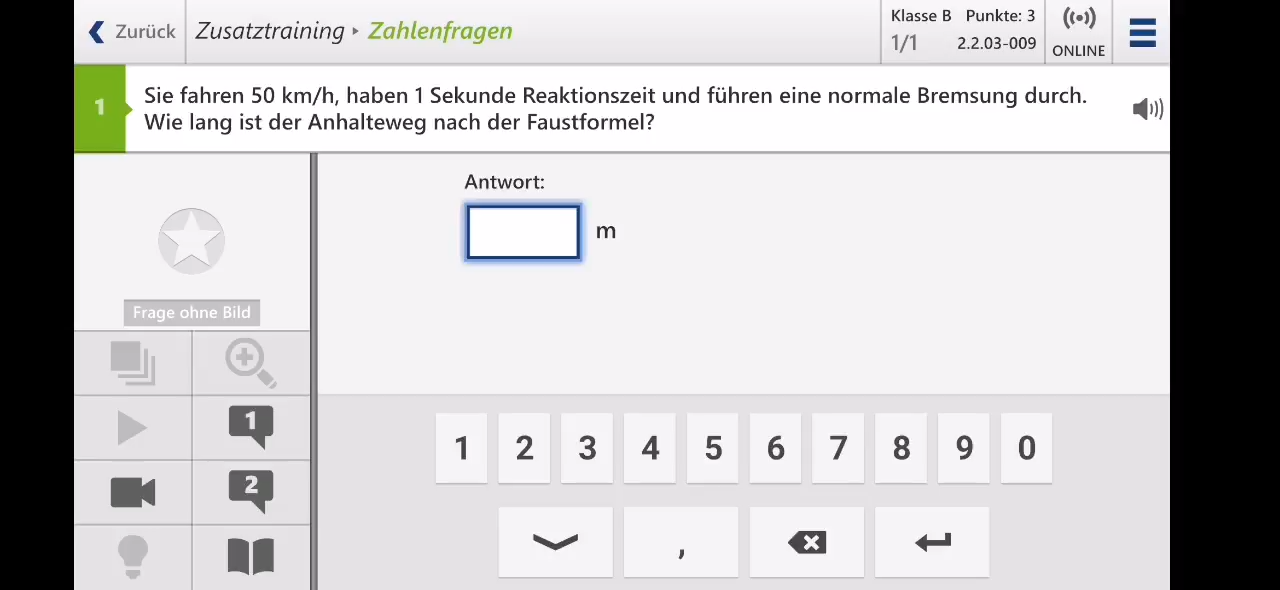 Zurück
Zusatztraining ▸ Zahlenfragen
Klasse B Punkte: 3
1/1 2.2.03-009
ONLINE
1
Sie fahren 50 km/h, haben 1 Sekunde Reaktionszeit und führen eine normale Bremsung durch.
Wie lang ist der Anhalteweg nach der Faustformel?
Antwort:
m
Frage ohne Bild
1
2
1 2 3 4 5 6 7 8 9 0
,